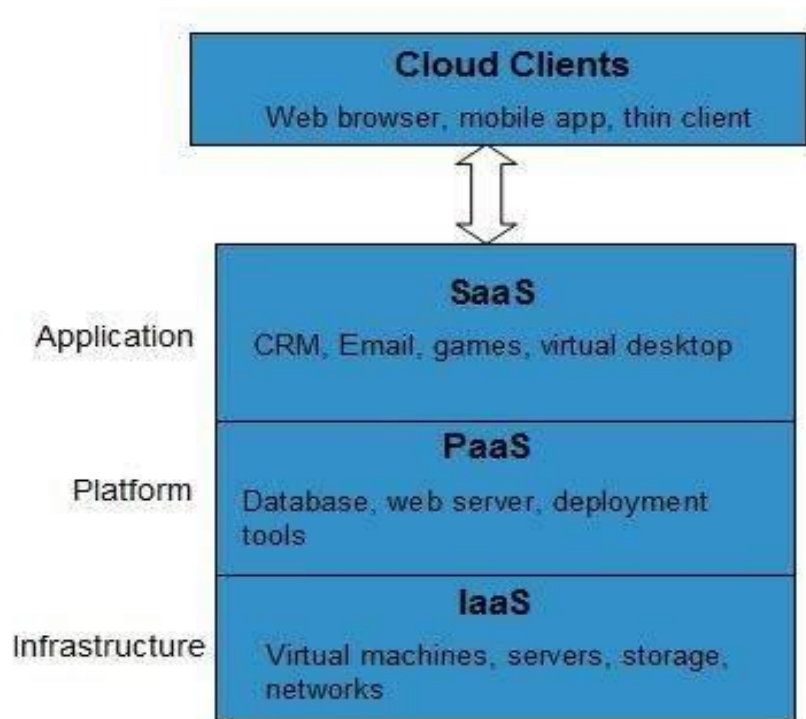 Cloud Clients
Web browser, mobile app, thin client
SaaS
Application
CRM, Email, games, virtual desktop
PaaS
Platform
Database, web server, deployment
tools
IaaS
Infrastructure
Virtual machines, servers, storage,
networks